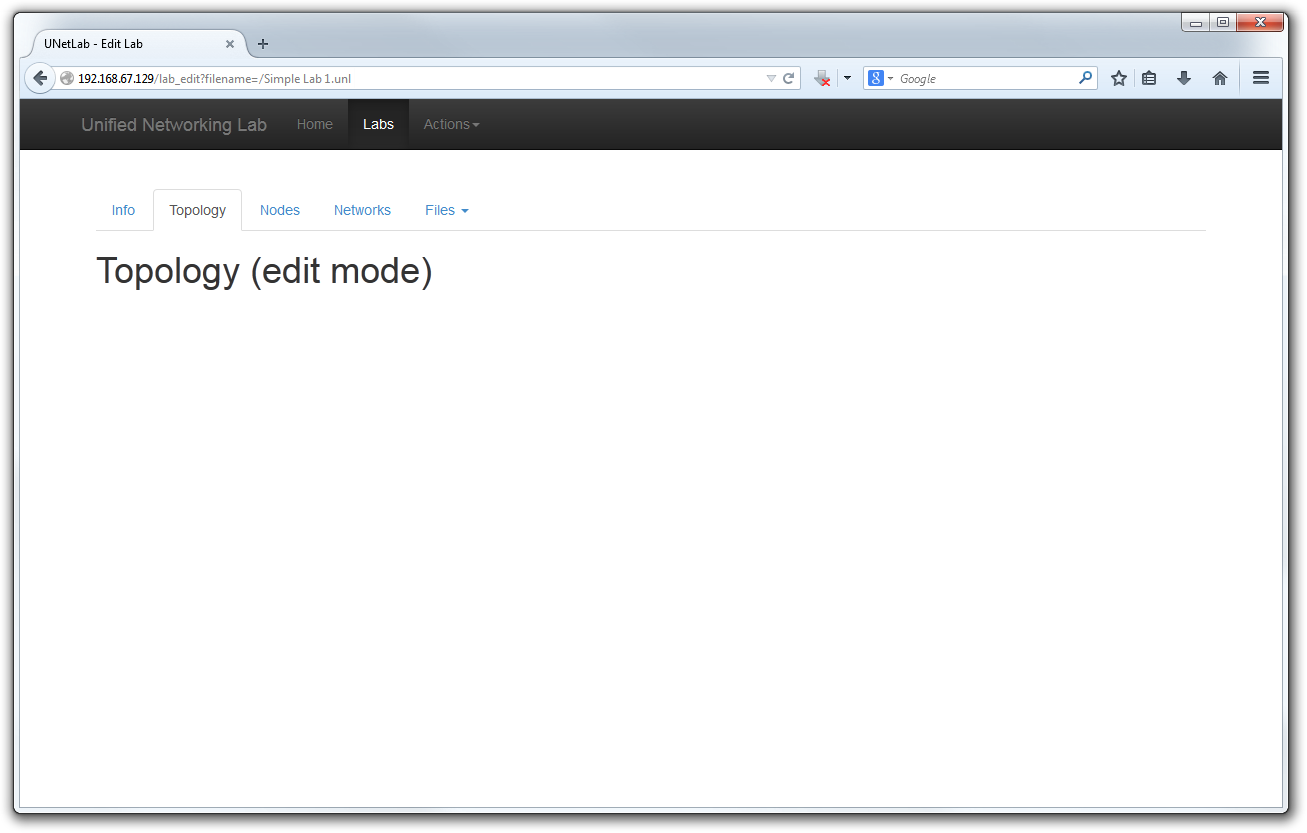 UNetLab - Edit Lab
192.168.67.129/lab_edit?filename=/Simple Lab 1.unl
Google
Unified Networking Lab Home Labs Actions
Info Topology Nodes Networks Files
Topology (edit mode)